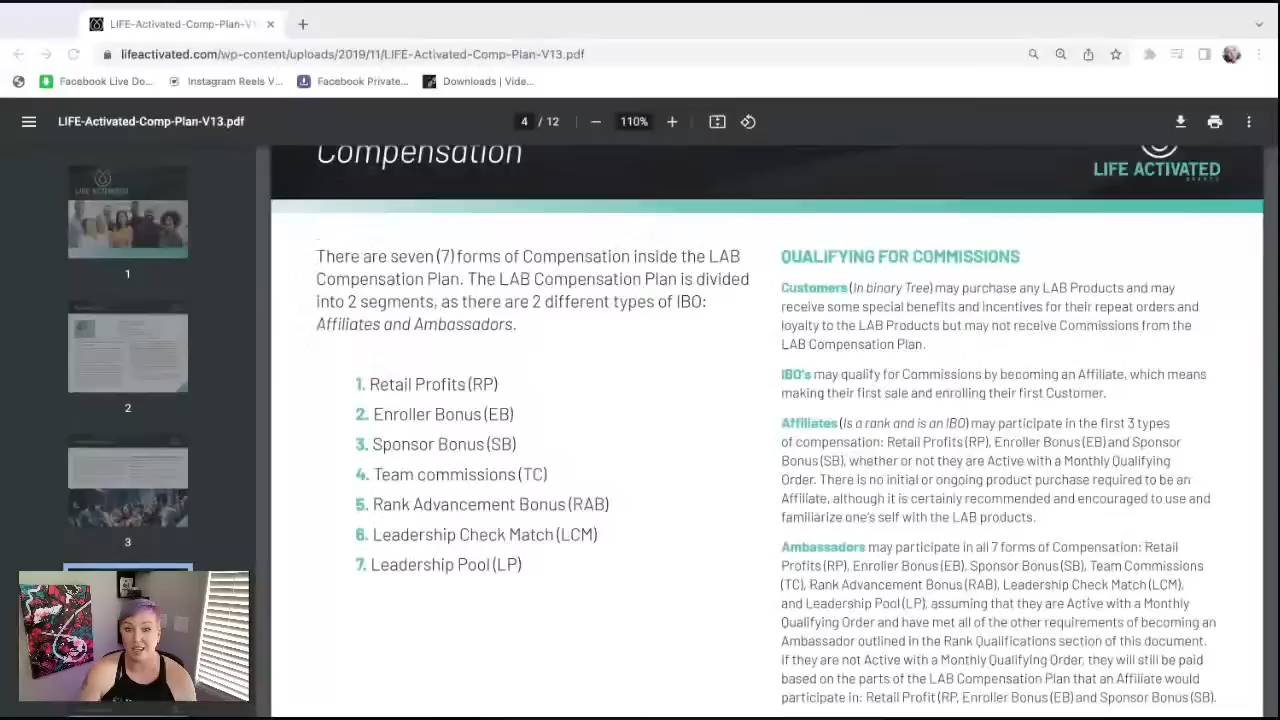 LIFE-Activated-Comp-Plan-V1
lifeactivated.com/wp-content/uploads/2019/11/LIFE-Activated-Comp-Plan-V13.pdf
Facebook Live Do...
Instagram Reels V...
Facebook Private...
Downloads | Vide...
LIFE-Activated-Comp-Plan-V13.pdf
4 / 12
110%
Compensation
LIFE ACTIVATED
BRANDS
LIFE ACTIVATED
1
2
3
There are seven (7) forms of Compensation inside the LAB
Compensation Plan. The LAB Compensation Plan is divided
into 2 segments, as there are 2 different types of IBO:
Affiliates and Ambassadors.
1. Retail Profits (RP)
2. Enroller Bonus (EB)
3. Sponsor Bonus (SB)
4. Team commissions (TC)
5. Rank Advancement Bonus (RAB)
6. Leadership Check Match (LCM)
7. Leadership Pool (LP)
QUALIFYING FOR COMMISSIONS
Customers (In binary Tree) may purchase any LAB Products and may
receive some special benefits and incentives for their repeat orders and
loyalty to the LAB Products but may not receive Commissions from the
LAB Compensation Plan.
IBO's may qualify for Commissions by becoming an Affiliate, which means
making their first sale and enrolling their first Customer.
Affiliates (Is a rank and is an IBO) may participate in the first 3 types
of compensation: Retail Profits (RP), Enroller Bonus (EB) and Sponsor
Bonus (SB), whether or not they are Active with a Monthly Qualifying
Order. There is no initial or ongoing product purchase required to be an
Affiliate, although it is certainly recommended and encouraged to use and
familiarize one's self with the LAB products.
Ambassadors may participate in all 7 forms of Compensation: Retail
Profits (RP), Enroller Bonus (EB), Sponsor Bonus (SB), Team Commissions
(TC), Rank Advancement Bonus (RAB), Leadership Check Match (LCM),
and Leadership Pool (LP), assuming that they are Active with a Monthly
Qualifying Order and have met all of the other requirements of becoming an
Ambassador outlined in the Rank Qualifications section of this document.
If they are not Active with a Monthly Qualifying Order, they will still be paid
based on the parts of the LAB Compensation Plan that an Affiliate would
participate in: Retail Profit (RP, Enroller Bonus (EB) and Sponsor Bonus (SB).